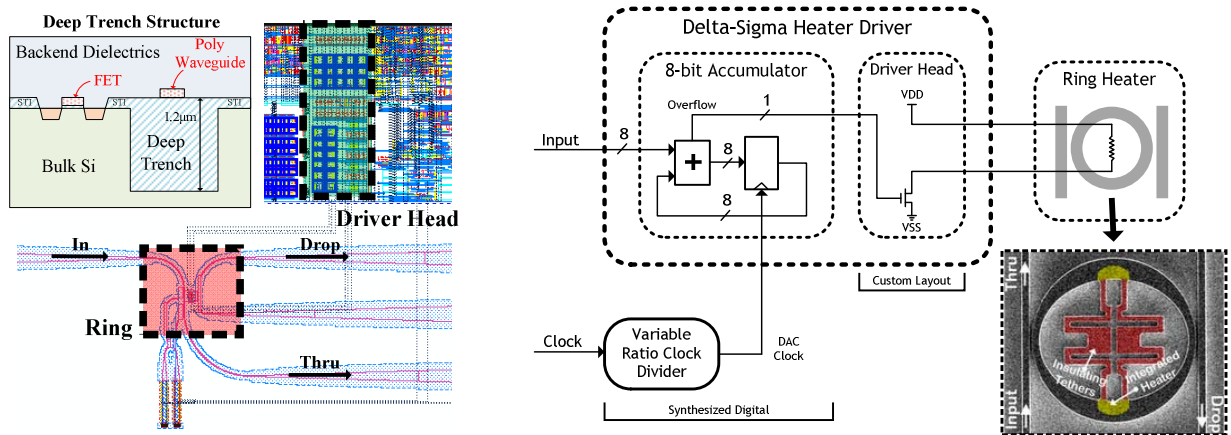 Deep Trench Structure
Backend Dielectrics
Poly
Waveguide
FET
STI
STI
STI
1.2µm
Bulk Si
Deep
Trench
Driver Head
In
Drop
Ring
Thru
Delta-Sigma Heater Driver
8-bit Accumulator
Driver Head
Ring Heater
Overflow
1
VDD
Input
8
+
8
8
VSS
Custom Layout
Clock
Variable
Ratio Clock
Divider
DAC
Clock
Synthesized Digital
Thru
Insulating
Tethers
Integrated
Heater
Input
Drop